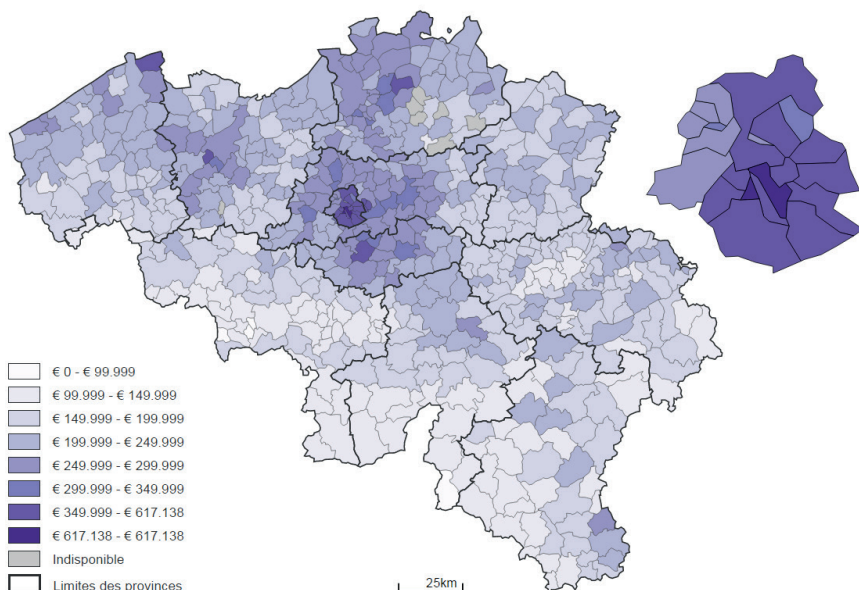 € 0 - € 99.999
€ 99.999 - € 149.999
€ 149.999 - € 199.999
€ 199.999 - € 249.999
€ 249.999 - € 299.999
€ 299.999 - € 349.999
€ 349.999 - € 617.138
€ 617.138 - € 617.138
Indisponible
Limites des provinces
25km